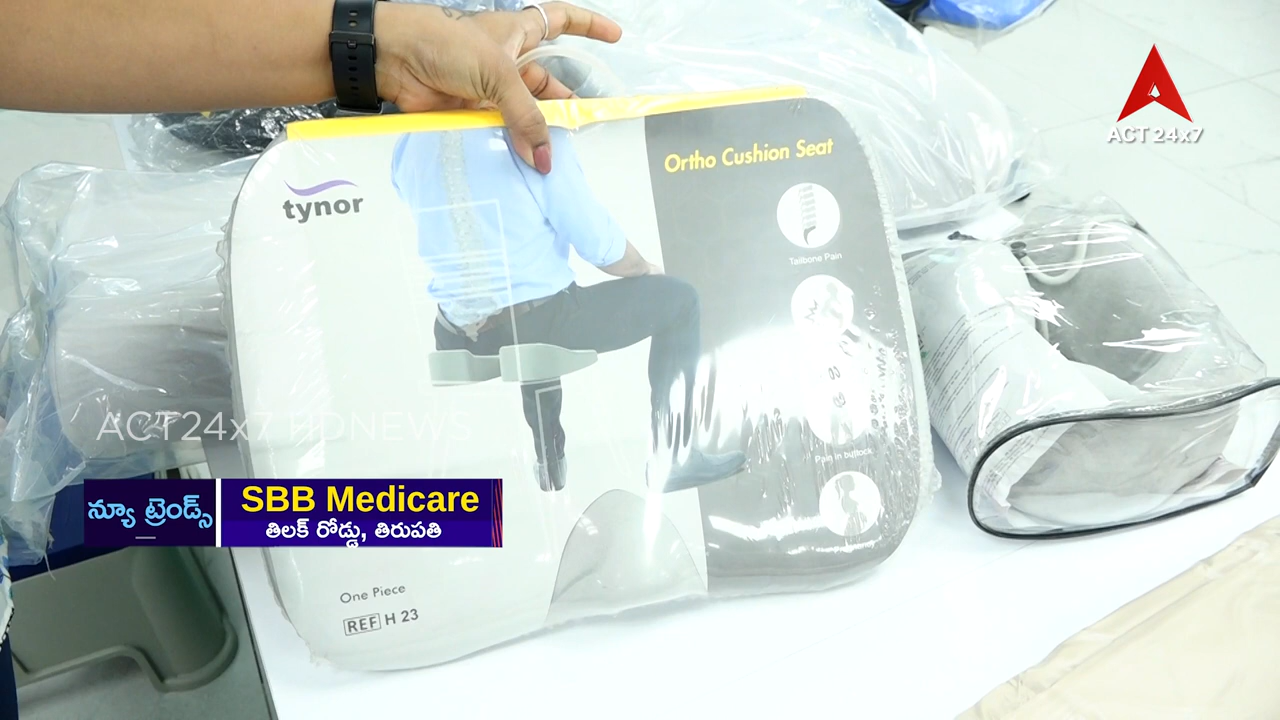 ACT 24x7
Ortho Cushion Seat
tynor
Tailbone Pain
ACT24x7 HDNEWS
Pain in buttock
న్యూ ట్రెండ్స్
SBB Medicare
తిలక్ రోడ్డు, తిరుపతి
One Piece
REF H 23